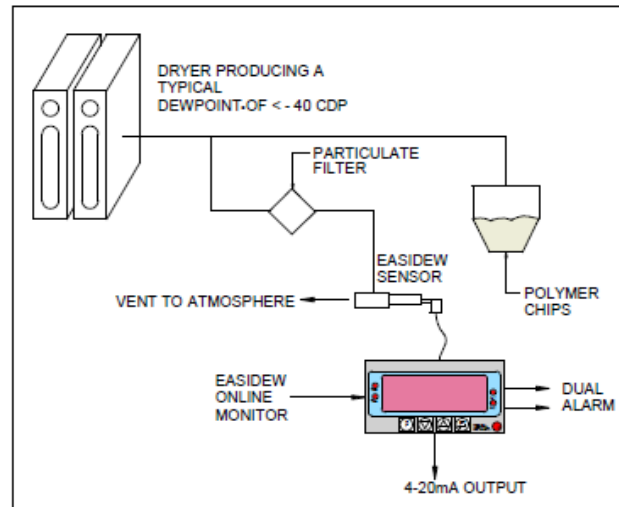 DRYER PRODUCING A
TYPICAL
DEWPOINT OF < - 40 CDP
PARTICULATE
FILTER
EASIDEW
SENSOR
VENT TO ATMOSPHERE
POLYMER
CHIPS
EASIDEW
ONLINE
MONITOR
DUAL
ALARM
4-20mA OUTPUT